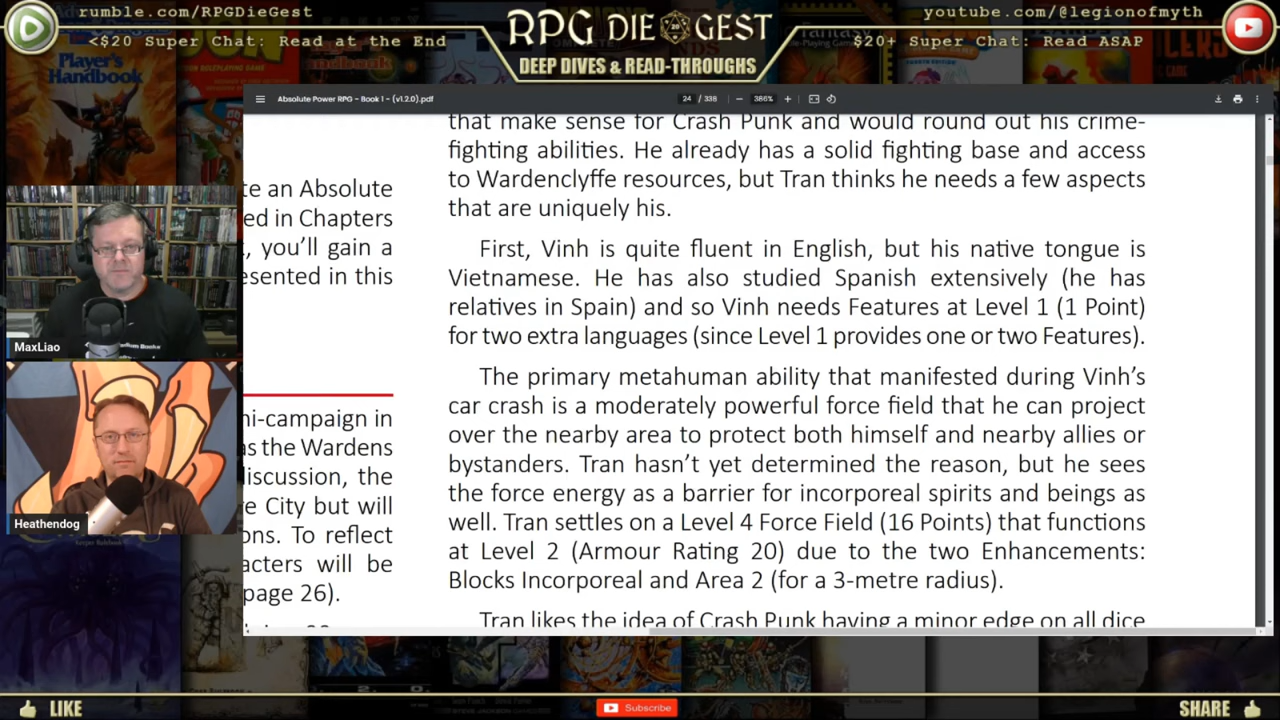 rumble.com/RPGDieGest
<$20 Super Chat: Read at the End
RPG DIE GEST
DEEP DIVES & READ-THROUGHS
youtube.com/@legionofmyth
$20+ Super Chat: Read ASAP
Player's
Handbook
Absolute Power RPG – Book 1 – (v1.2.0).pdf
24 / 338
386%
te an Absolute
ed in Chapters
, you'll gain a
esented in this
ni-campaign in
as the Wardens
liscussion, the
e City but will
ons. To reflect
acters will be
page 26).
that make sense for Crash Punk and would round out his crime-
fighting abilities. He already has a solid fighting base and access
to Wardenclyffe resources, but Tran thinks he needs a few aspects
that are uniquely his.
First, Vinh is quite fluent in English, but his native tongue is
Vietnamese. He has also studied Spanish extensively (he has
relatives in Spain) and so Vinh needs Features at Level 1 (1 Point)
for two extra languages (since Level 1 provides one or two Features).
The primary metahuman ability that manifested during Vinh's
car crash is a moderately powerful force field that he can project
over the nearby area to protect both himself and nearby allies or
bystanders. Tran hasn't yet determined the reason, but he sees
the force energy as a barrier for incorporeal spirits and beings as
well. Tran settles on a Level 4 Force Field (16 Points) that functions
at Level 2 (Armour Rating 20) due to the two Enhancements:
Blocks Incorporeal and Area 2 (for a 3-metre radius).
Tran likes the idea of Crash Punk having a minor edge on all dice
MaxLiao
Heathendog
LIKE
Subscribe
SHARE